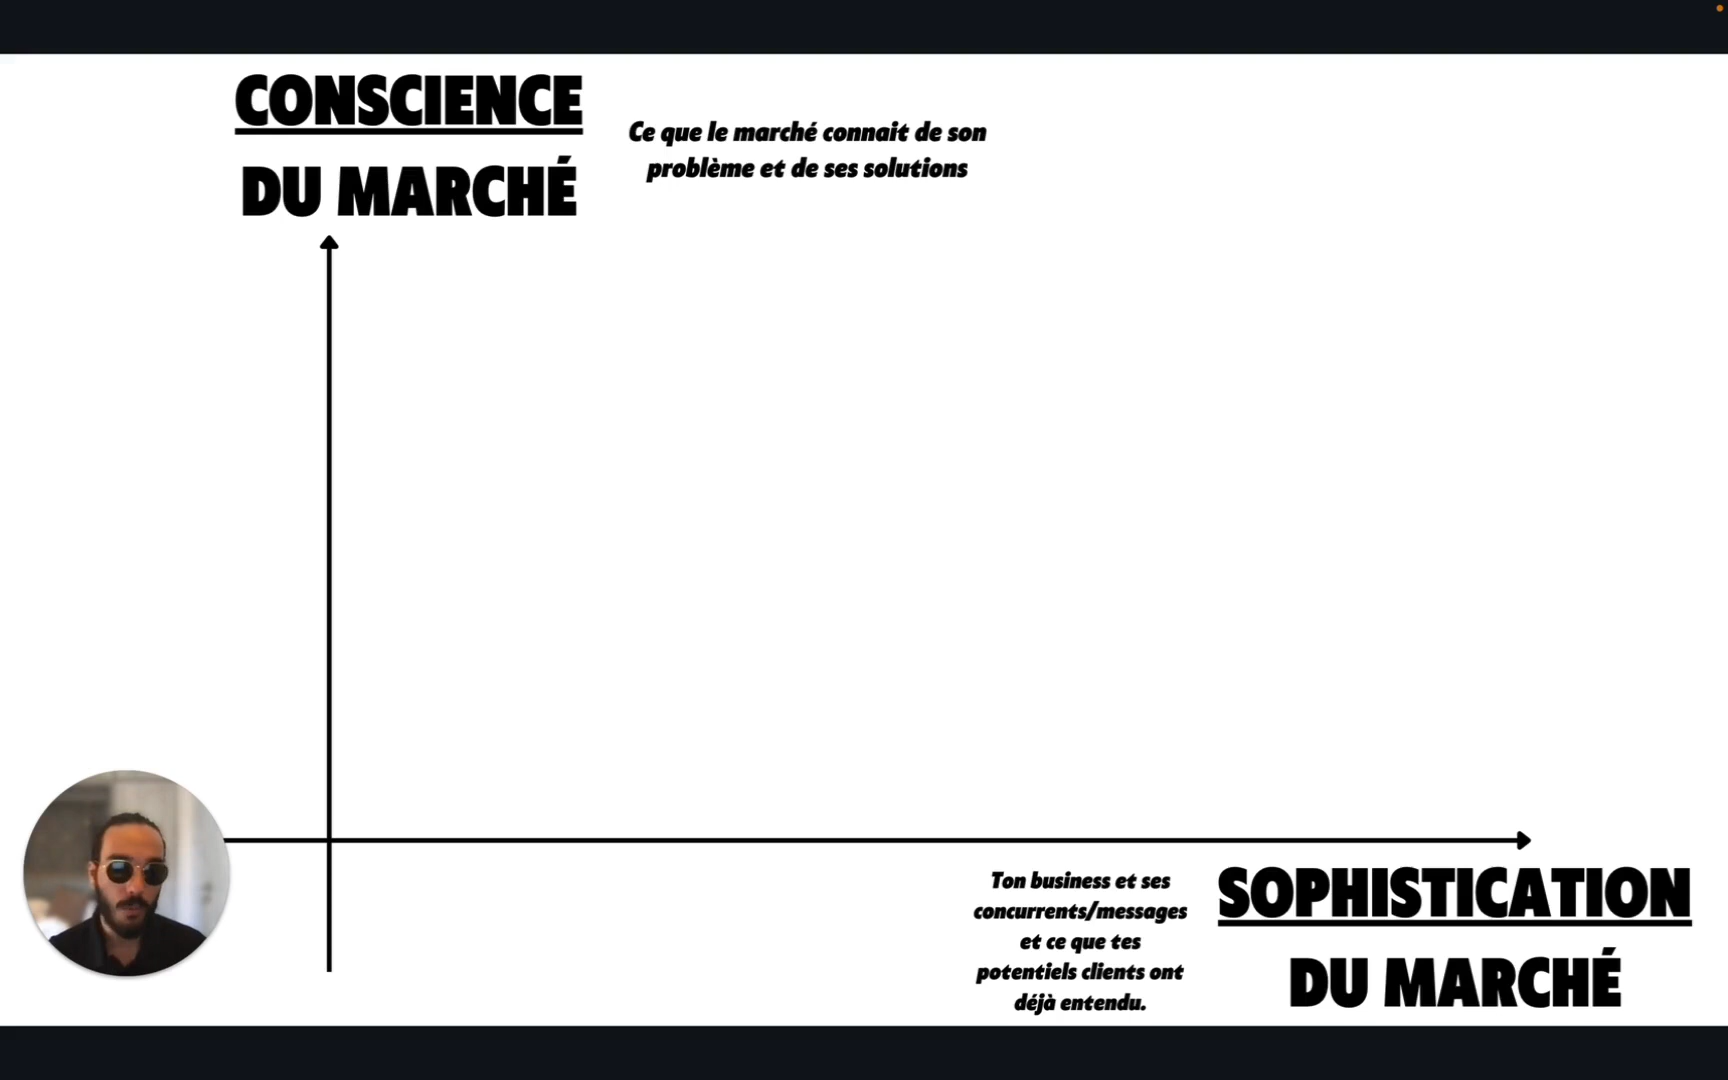 CONSCIENCE
DU MARCHÉ
Ce que le marché connait de son
problème et de ses solutions
Ton business et ses
concurrents/messages
et ce que tes
potentiels clients ont
déjà entendu.
SOPHISTICATION
DU MARCHÉ